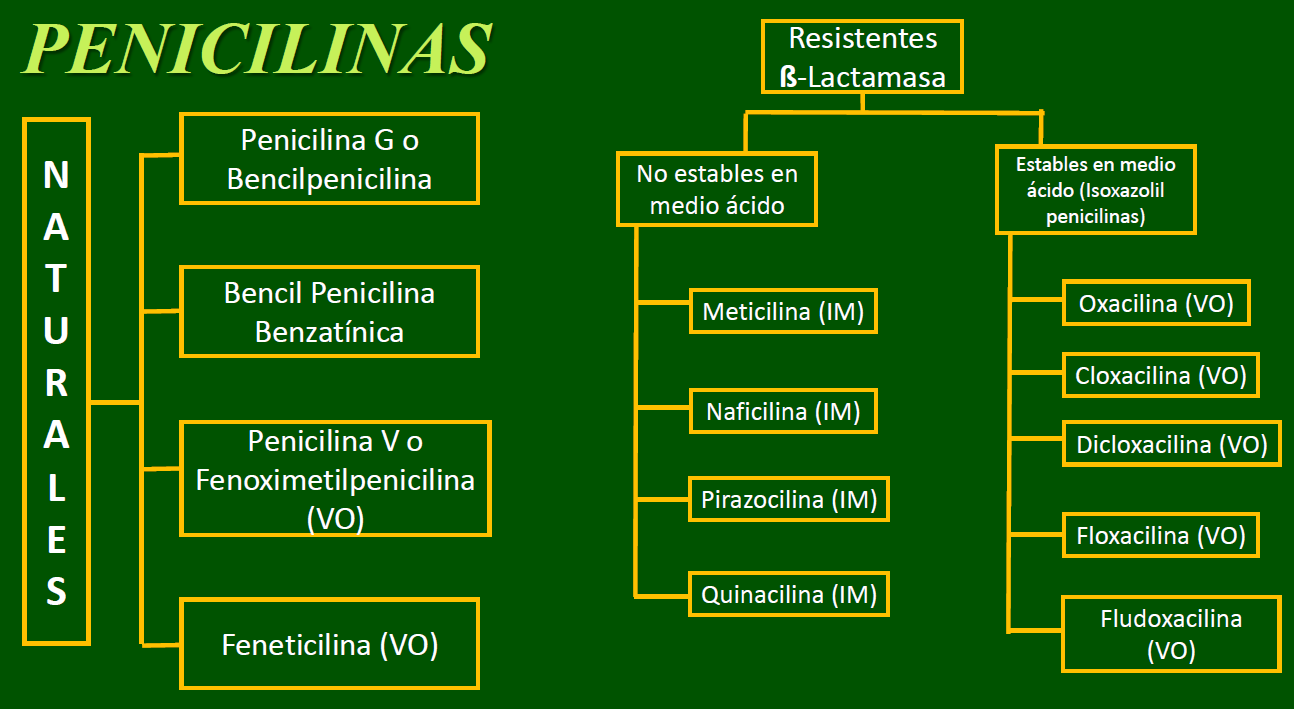 PENICILINAS
NATURALES
Penicilina G o
Bencilpenicilina
Bencil Penicilina
Benzatínica
Penicilina V o
Fenoximetilpenicilina
(VO)
Feneticilina (VO)
Resistentes
ß-Lactamasa
No estables en
medio ácido
Meticilina (IM)
Naficilina (IM)
Pirazocilina (IM)
Quinacilina (IM)
Estables en medio
ácido (Isoxazolil
penicilinas)
Oxacilina (VO)
Cloxacilina (VO)
Dicloxacilina (VO)
Floxacilina (VO)
Fludoxacilina
(VO)